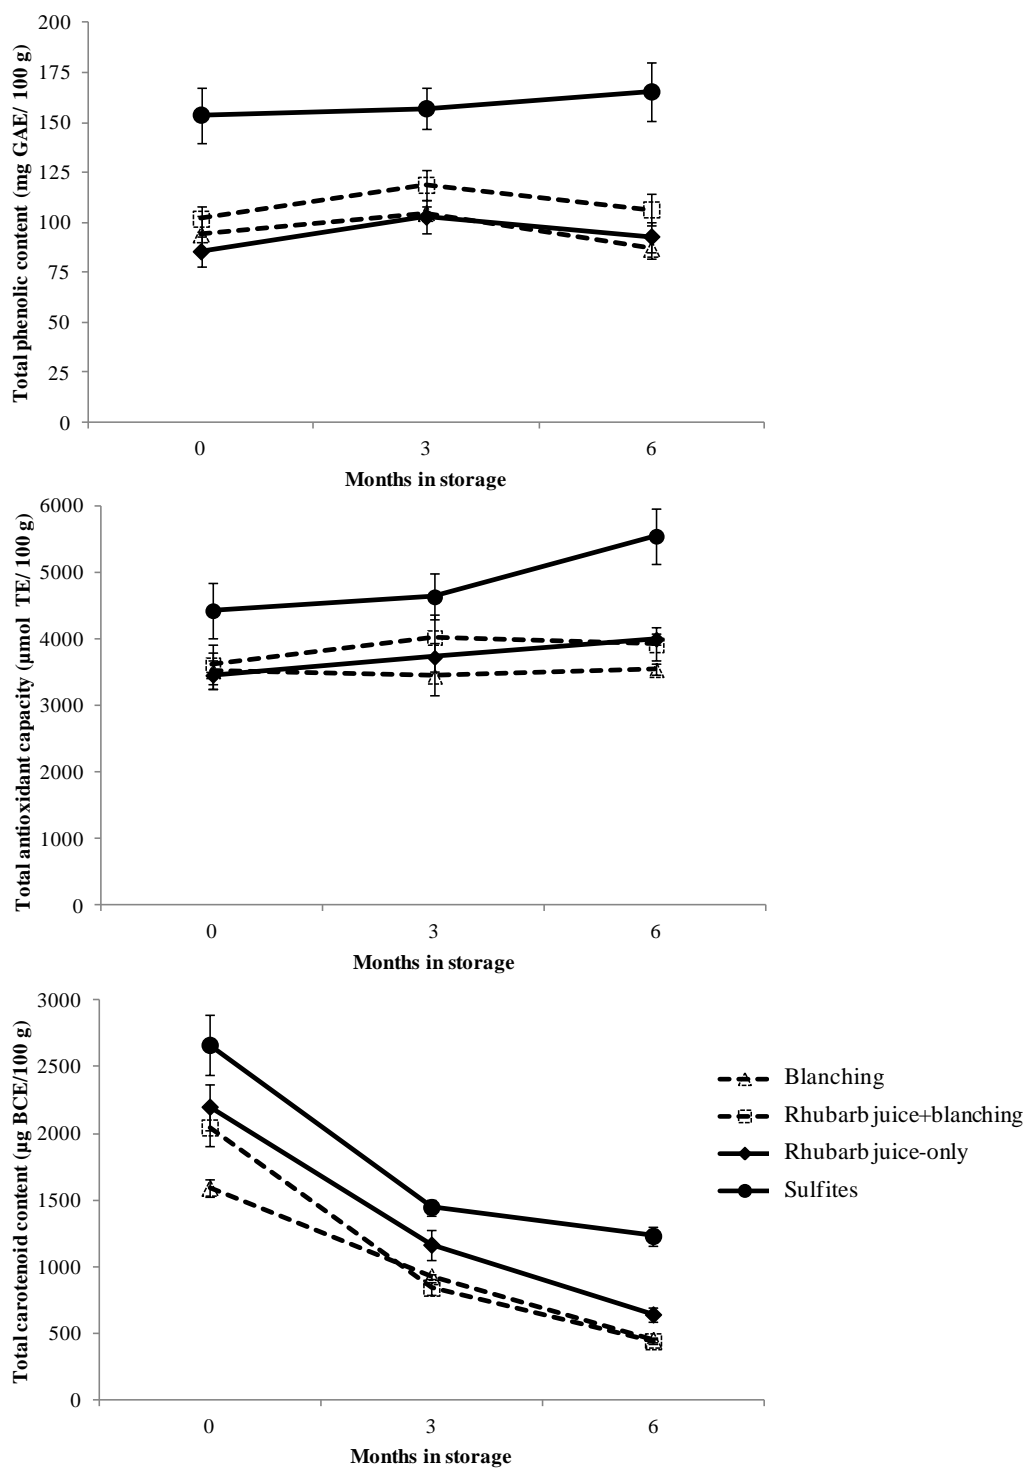 Total phenolic content (mg GAE/ 100 g)
200
175
150
125
100
75
50
25
0
0 3 6
Months in storage
Total antioxidant capacity (µmol TE/ 100 g)
6000
5000
4000
3000
2000
1000
0
0 3 6
Months in storage
Total carotenoid content (µg BCE/100 g)
3000
2500
2000
1500
1000
500
0
0 3 6
Months in storage
Blanching
Rhubarb juice+blanching
Rhubarb juice-only
Sulfites